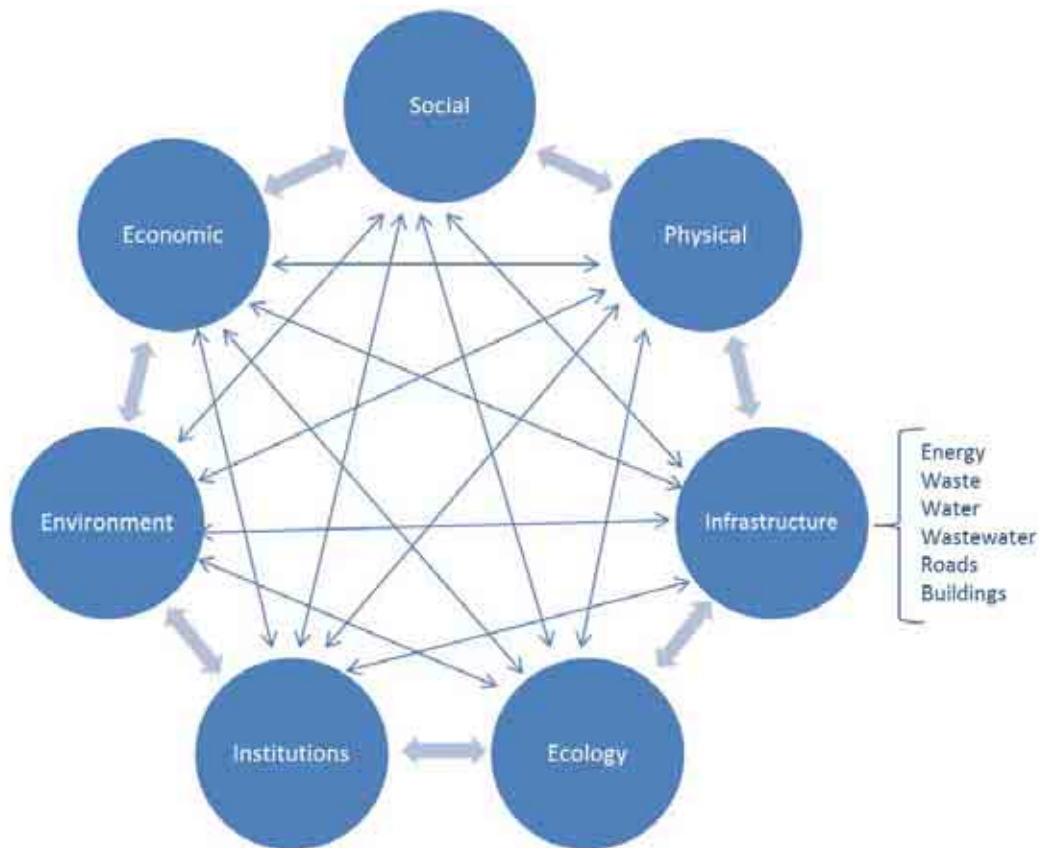 Social
Economic
Physical
Environment
Infrastructure
Energy
Waste
Water
Wastewater
Roads
Buildings
Institutions
Ecology